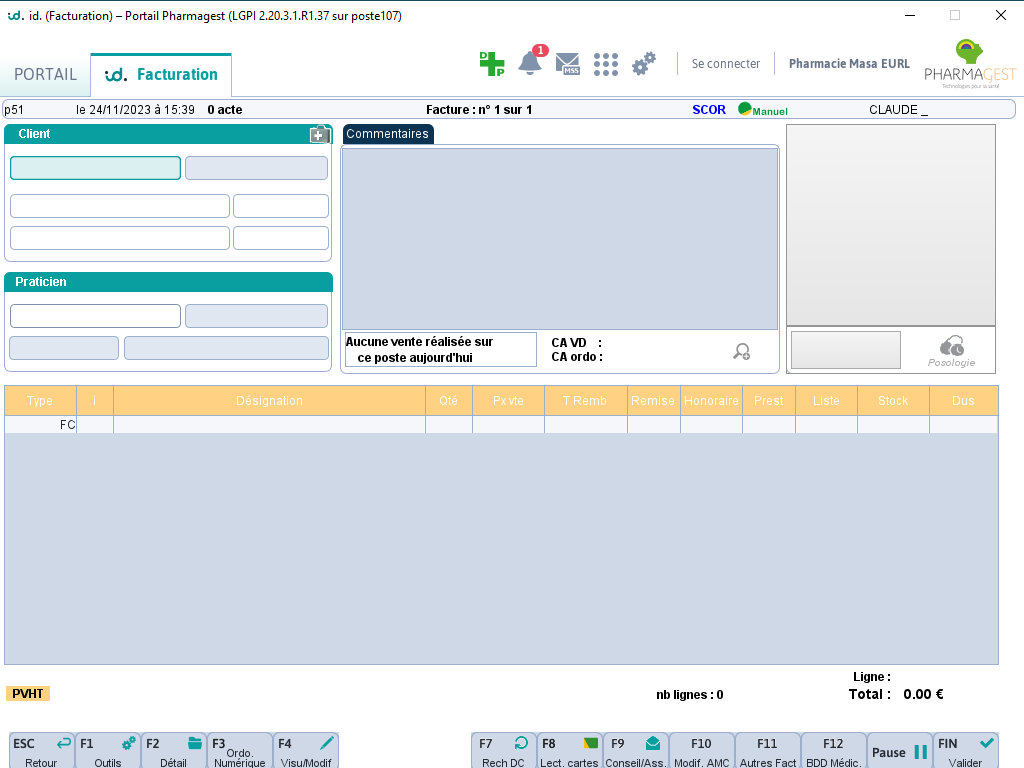 id. (Facturation) – Portail Pharmagest (LGPI 2.20.3.1.R1.37 sur poste107)
PORTAIL
id. Facturation
D P
1
MSS
Se connecter
Pharmacie Masa EURL
PHARMAGEST
Technologies pour la santé
p51 le 24/11/2023 à 15:39 0 acte Facture : n° 1 sur 1 SCOR Manuel CLAUDE _
Client
Commentaires
Praticien
Aucune vente réalisée sur
ce poste aujourd'hui
CA VD :
CA ordo :
Posologie
Type I Désignation Qté Px vte T Remb Remise Honoraire Prest Liste Stock Dus
FC
Ligne :
PVHT nb lignes : 0 Total : 0.00 €
ESC Retour
F1 Outils
F2 Détail
F3 Ordo. Numérique
F4 Visu/Modif
F7 Rech DC
F8 Lect. cartes
F9 Conseil/Ass.
F10 Modif. AMC
F11 Autres Fact
F12 BDD Médic.
Pause
FIN Valider